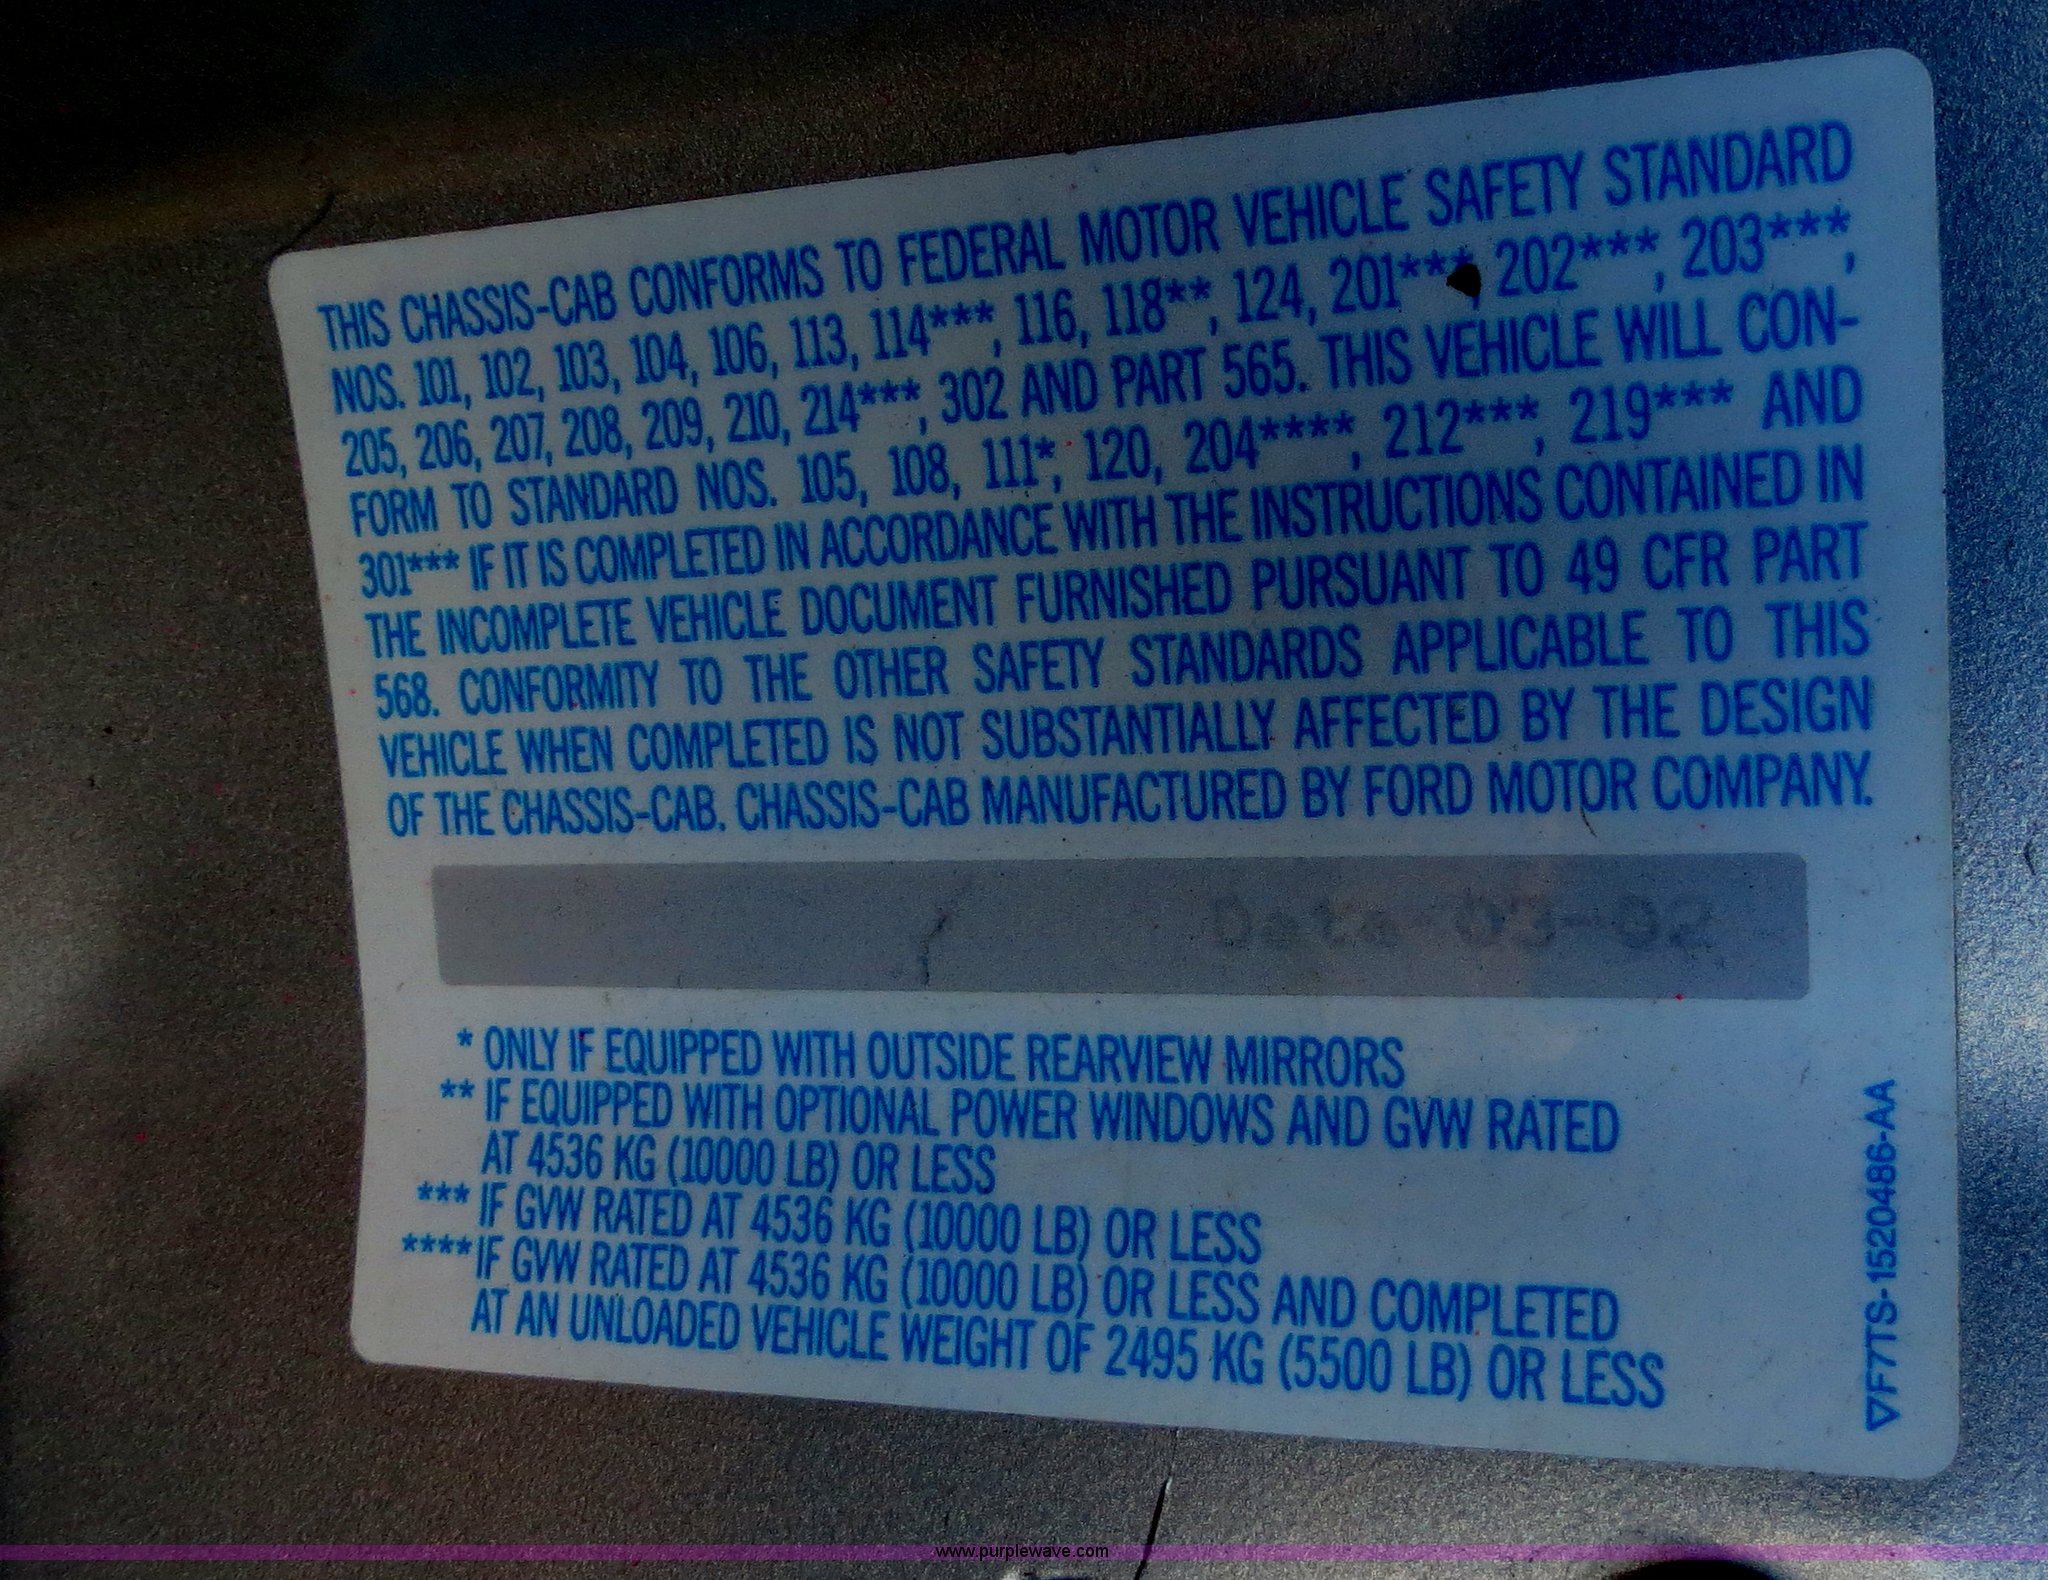 THIS CHASSIS-CAB CONFORMS TO FEDERAL MOTOR VEHICLE SAFETY STANDARD
NOS. 101, 102, 103, 104, 106, 113, 114***, 116, 118**, 124, 201***, 202***, 203***,
205, 206, 207, 208, 209, 210, 214***, 302 AND PART 565. THIS VEHICLE WILL CON-
FORM TO STANDARD NOS. 105, 108, 111*, 120, 204****, 212***, 219*** AND
301*** IF IT IS COMPLETED IN ACCORDANCE WITH THE INSTRUCTIONS CONTAINED IN
THE INCOMPLETE VEHICLE DOCUMENT FURNISHED PURSUANT TO 49 CFR PART
568. CONFORMITY TO THE OTHER SAFETY STANDARDS APPLICABLE TO THIS
VEHICLE WHEN COMPLETED IS NOT SUBSTANTIALLY AFFECTED BY THE DESIGN
OF THE CHASSIS-CAB. CHASSIS-CAB MANUFACTURED BY FORD MOTOR COMPANY.
Date 03-02
* ONLY IF EQUIPPED WITH OUTSIDE REARVIEW MIRRORS
** IF EQUIPPED WITH OPTIONAL POWER WINDOWS AND GVW RATED
AT 4536 KG (10000 LB) OR LESS
*** IF GVW RATED AT 4536 KG (10000 LB) OR LESS
**** IF GVW RATED AT 4536 KG (10000 LB) OR LESS AND COMPLETED
AT AN UNLOADED VEHICLE WEIGHT OF 2495 KG (5500 LB) OR LESS
▽F7TS-1520486-AA
www.purplewave.com